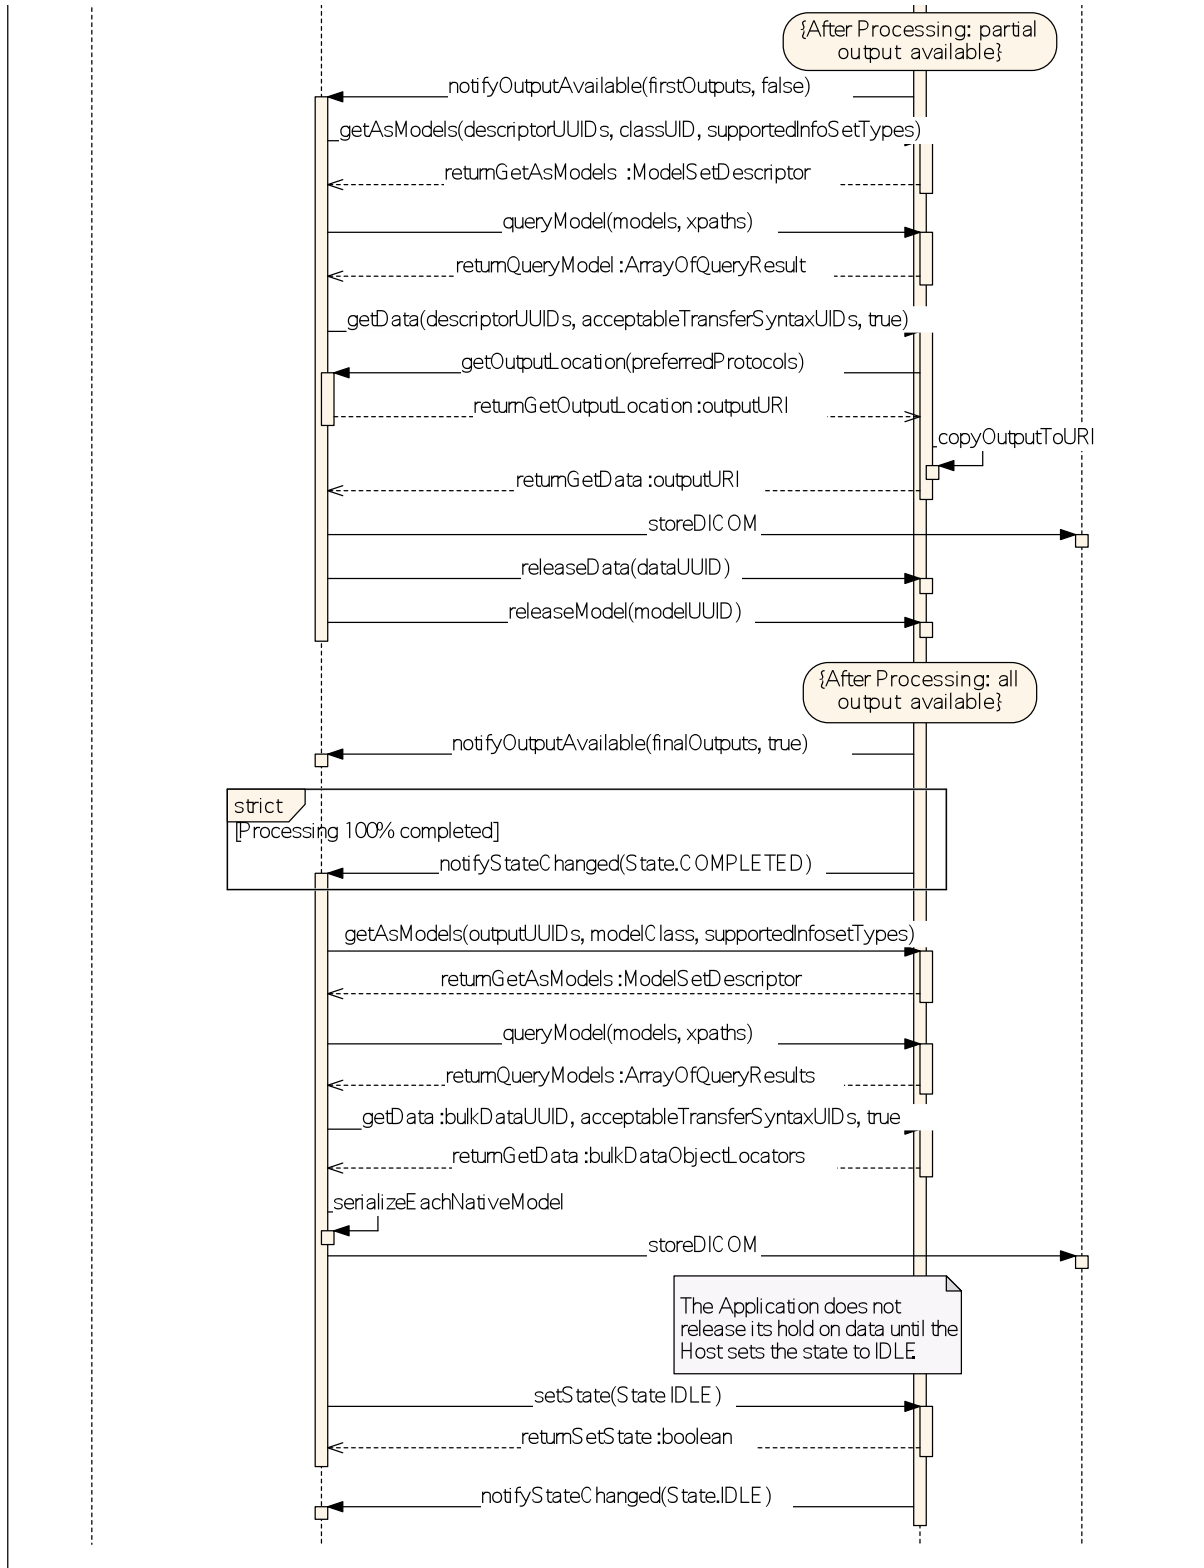 {After Processing: partial
output available}
notifyOutputAvailable(firstOutputs, false)
getAsModels(descriptorUUIDs, classUID, supportedInfoSetTypes)
returnGetAsModels :ModelSetDescriptor
queryModel(models, xpaths)
returnQueryModel :ArrayOfQueryResult
getData(descriptorUUIDs, acceptableTransferSyntaxUIDs, true)
getOutputLocation(preferredProtocols)
returnGetOutputLocation :outputURI
copyOutputToURI
returnGetData :outputURI
storeDICOM
releaseData(dataUUID)
releaseModel(modelUUID)
{After Processing: all
output available}
notifyOutputAvailable(finalOutputs, true)
strict
[Processing 100% completed]
notifyStateChanged(State.COMPLETED)
getAsModels(outputUUIDs, modelClass, supportedInfosetTypes)
returnGetAsModels :ModelSetDescriptor
queryModel(models, xpaths)
returnQueryModels :ArrayOfQueryResults
getData :bulkDataUUID, acceptableTransferSyntaxUIDs, true
returnGetData :bulkDataObjectLocators
serializeEachNativeModel
storeDICOM
The Application does not
release its hold on data until the
Host sets the state to IDLE.
setState(State IDLE)
returnSetState :boolean
notifyStateChanged(State.IDLE)